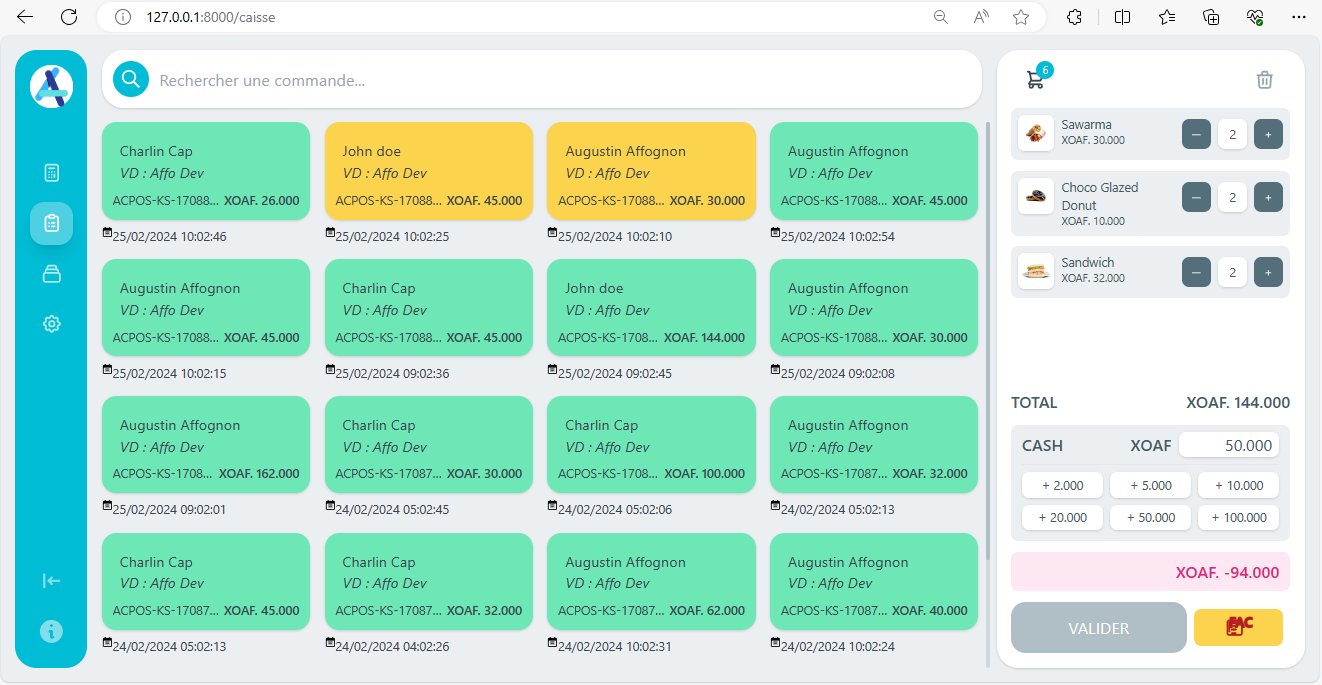 127.0.0.1:8000/caisse
Rechercher une commande...
Charlin Cap
VD : Affo Dev
ACPOS-KS-17088... XOAF. 26.000
25/02/2024 10:02:46
John doe
VD : Affo Dev
ACPOS-KS-17088... XOAF. 45.000
25/02/2024 10:02:25
Augustin Affognon
VD : Affo Dev
ACPOS-KS-17088... XOAF. 30.000
25/02/2024 10:02:10
Augustin Affognon
VD : Affo Dev
ACPOS-KS-17088... XOAF. 45.000
25/02/2024 10:02:54
Augustin Affognon
VD : Affo Dev
ACPOS-KS-17088... XOAF. 45.000
25/02/2024 10:02:15
Charlin Cap
VD : Affo Dev
ACPOS-KS-17088... XOAF. 45.000
25/02/2024 09:02:36
John doe
VD : Affo Dev
ACPOS-KS-1708... XOAF. 144.000
25/02/2024 09:02:45
Augustin Affognon
VD : Affo Dev
ACPOS-KS-17088... XOAF. 30.000
25/02/2024 09:02:08
Augustin Affognon
VD : Affo Dev
ACPOS-KS-1708... XOAF. 162.000
25/02/2024 09:02:01
Charlin Cap
VD : Affo Dev
ACPOS-KS-17087... XOAF. 30.000
24/02/2024 05:02:45
Charlin Cap
VD : Affo Dev
ACPOS-KS-1708... XOAF. 100.000
24/02/2024 05:02:06
Augustin Affognon
VD : Affo Dev
ACPOS-KS-17087... XOAF. 32.000
24/02/2024 05:02:13
Charlin Cap
VD : Affo Dev
ACPOS-KS-17087... XOAF. 45.000
24/02/2024 05:02:13
Charlin Cap
VD : Affo Dev
ACPOS-KS-17087... XOAF. 32.000
24/02/2024 04:02:26
Augustin Affognon
VD : Affo Dev
ACPOS-KS-17087... XOAF. 62.000
24/02/2024 10:02:31
Augustin Affognon
VD : Affo Dev
ACPOS-KS-17087... XOAF. 40.000
24/02/2024 10:02:24
6
Sawarma
XOAF. 30.000
– 2 +
Choco Glazed
Donut
XOAF. 10.000
– 2 +
Sandwich
XOAF. 32.000
– 2 +
TOTAL XOAF. 144.000
CASH XOAF 50.000
+ 2.000 + 5.000 + 10.000
+ 20.000 + 50.000 + 100.000
XOAF. -94.000
VALIDER FAC